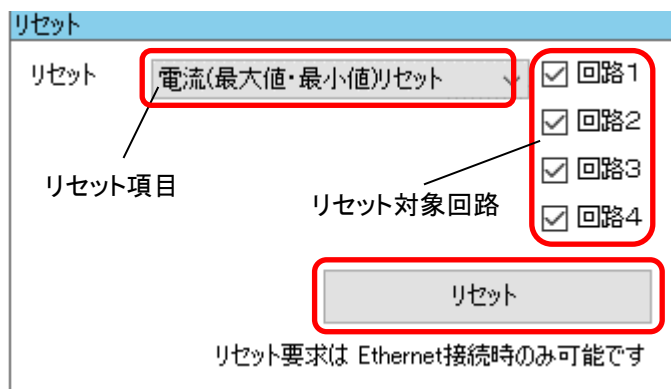 リセット
リセット 電流(最大値・最小値)リセット 回路1
回路2
リセット項目 回路3
リセット対象回路 回路4
リセット
リセット要求は Ethernet接続時のみ可能です